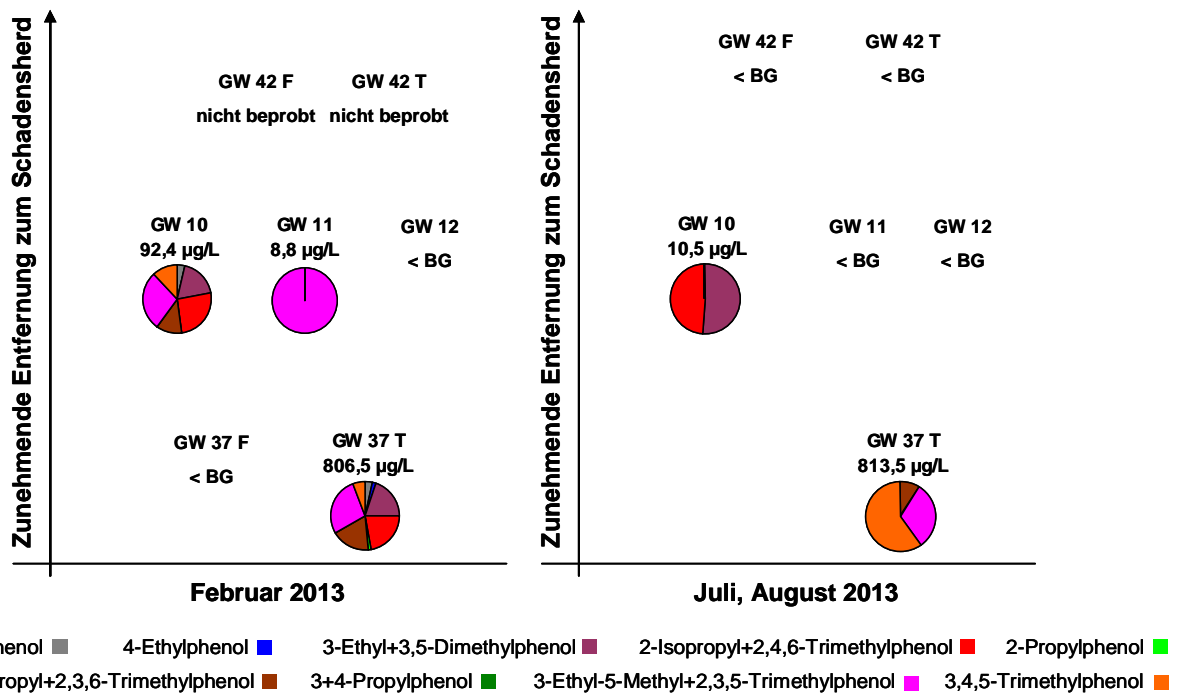 Zunehmende Entfernung zum Schadensherd
GW 42 F
GW 42 T
nicht beprobt
nicht beprobt
GW 10
92,4 µg/L
GW 11
8,8 µg/L
GW 12
< BG
GW 37 F
< BG
GW 37 T
806,5 µg/L
Februar 2013
Zunehmende Entfernung zum Schadensherd
GW 42 F
GW 42 T
< BG
< BG
GW 10
10,5 µg/L
GW 11
< BG
GW 12
< BG
GW 37 T
813,5 µg/L
Juli, August 2013
henol 4-Ethylphenol 3-Ethyl+3,5-Dimethylphenol 2-Isopropyl+2,4,6-Trimethylphenol 2-Propylphenol
ropyl+2,3,6-Trimethylphenol 3+4-Propylphenol 3-Ethyl-5-Methyl+2,3,5-Trimethylphenol 3,4,5-Trimethylphenol